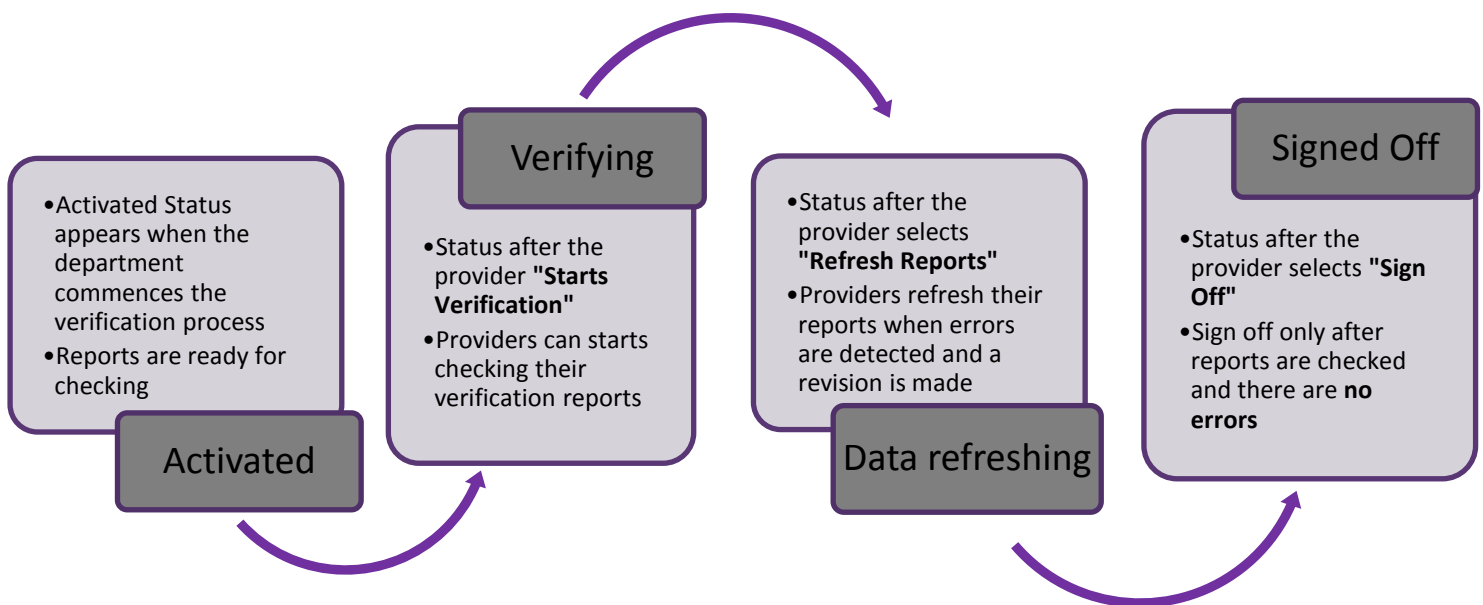 •Activated Status
appears when the
department
commences the
verification process
•Reports are ready for
checking
Activated
Verifying
•Status after the
provider "Starts
Verification"
•Providers can starts
checking their
verification reports
•Status after the
provider selects
"Refresh Reports"
•Providers refresh their
reports when errors
are detected and a
revision is made
Data refreshing
Signed Off
•Status after the
provider selects "Sign
Off"
•Sign off only after
reports are checked
and there are no
errors